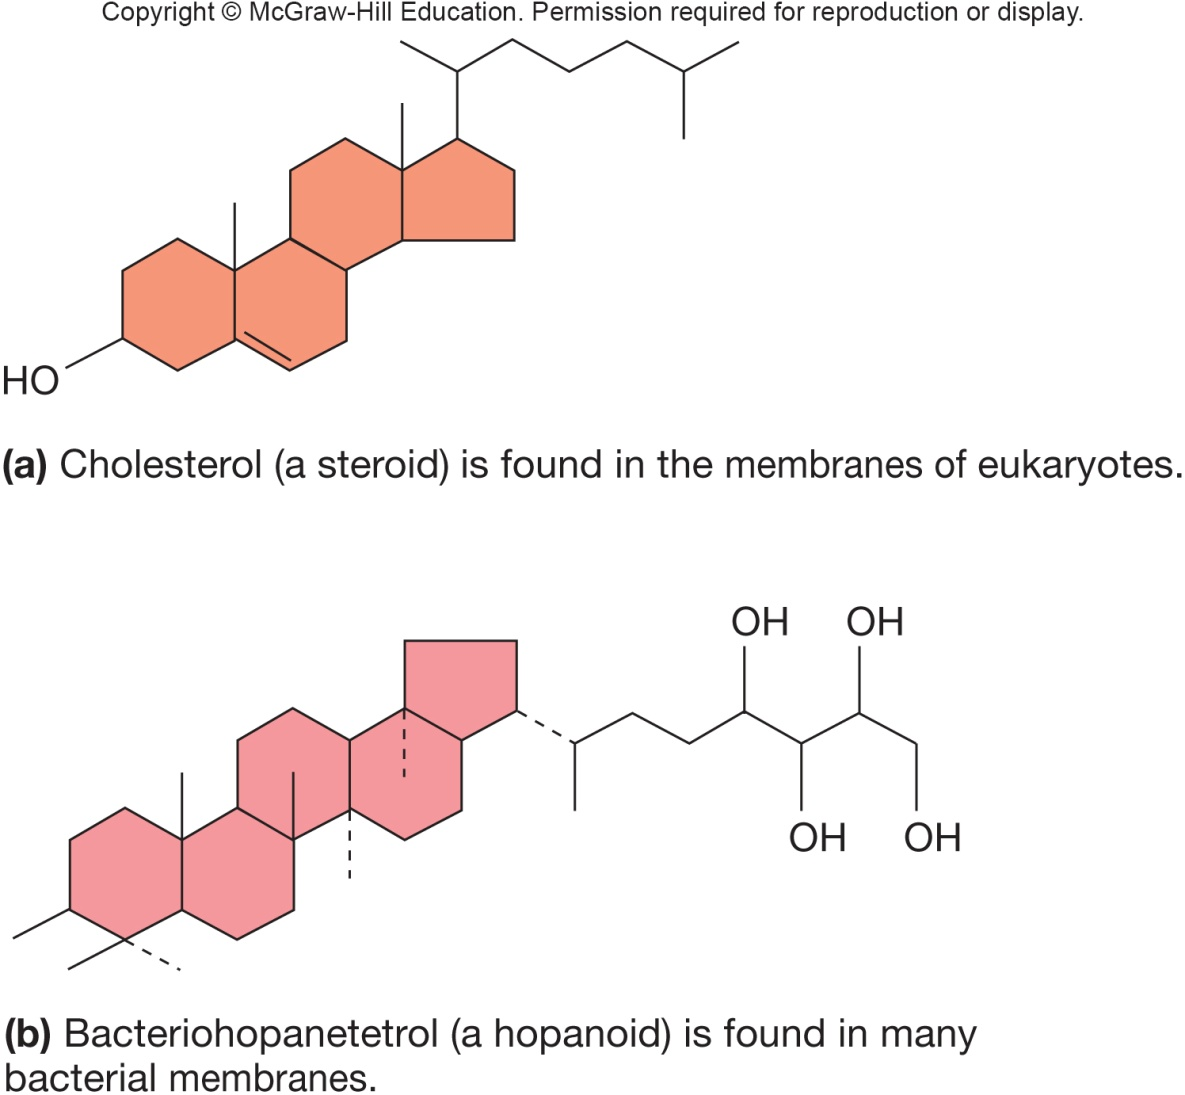 Copyright © McGraw-Hill Education. Permission required for reproduction or display.
HO
(a) Cholesterol (a steroid) is found in the membranes of eukaryotes.
OH OH
OH OH
(b) Bacteriohopanetetrol (a hopanoid) is found in many
bacterial membranes.